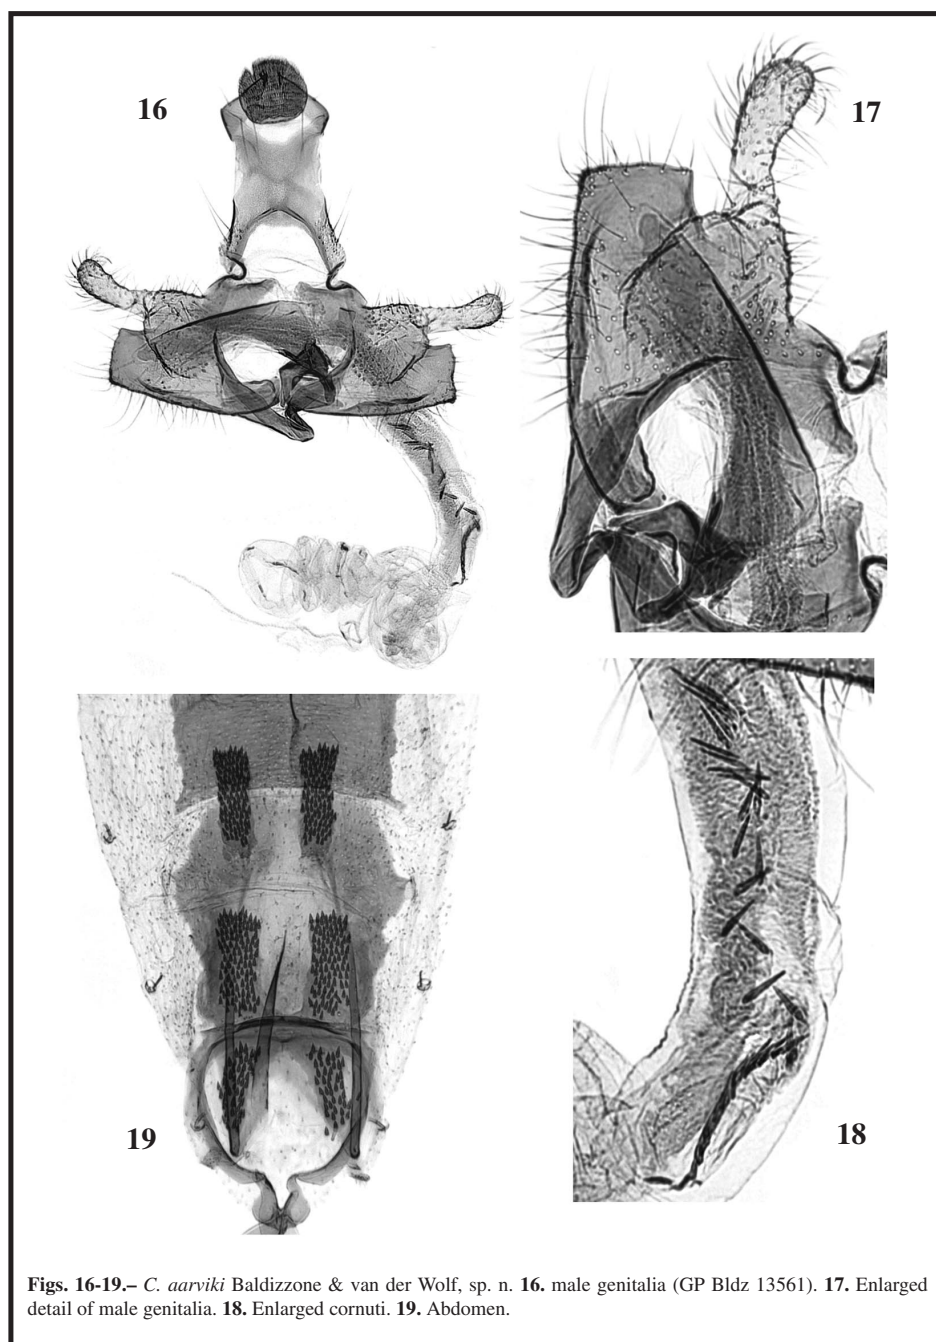 16
17
19
18
Figs. 16-19.– C. aarviki Baldizzone & van der Wolf, sp. n. 16. male genitalia (GP Bldz 13561). 17. Enlarged
detail of male genitalia. 18. Enlarged cornuti. 19. Abdomen.